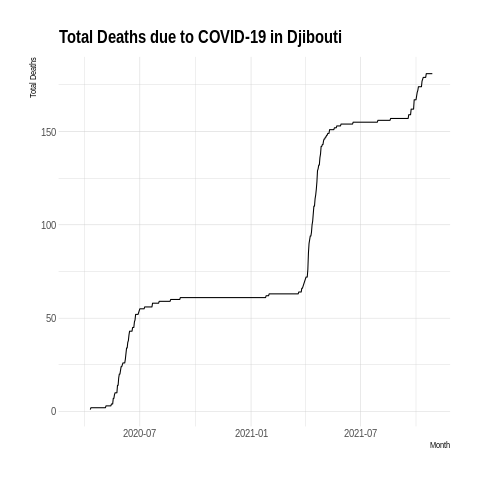 Total Deaths due to COVID-19 in Djibouti
Total Deaths
150
100
50
0
2020-07 2021-01 2021-07
Month